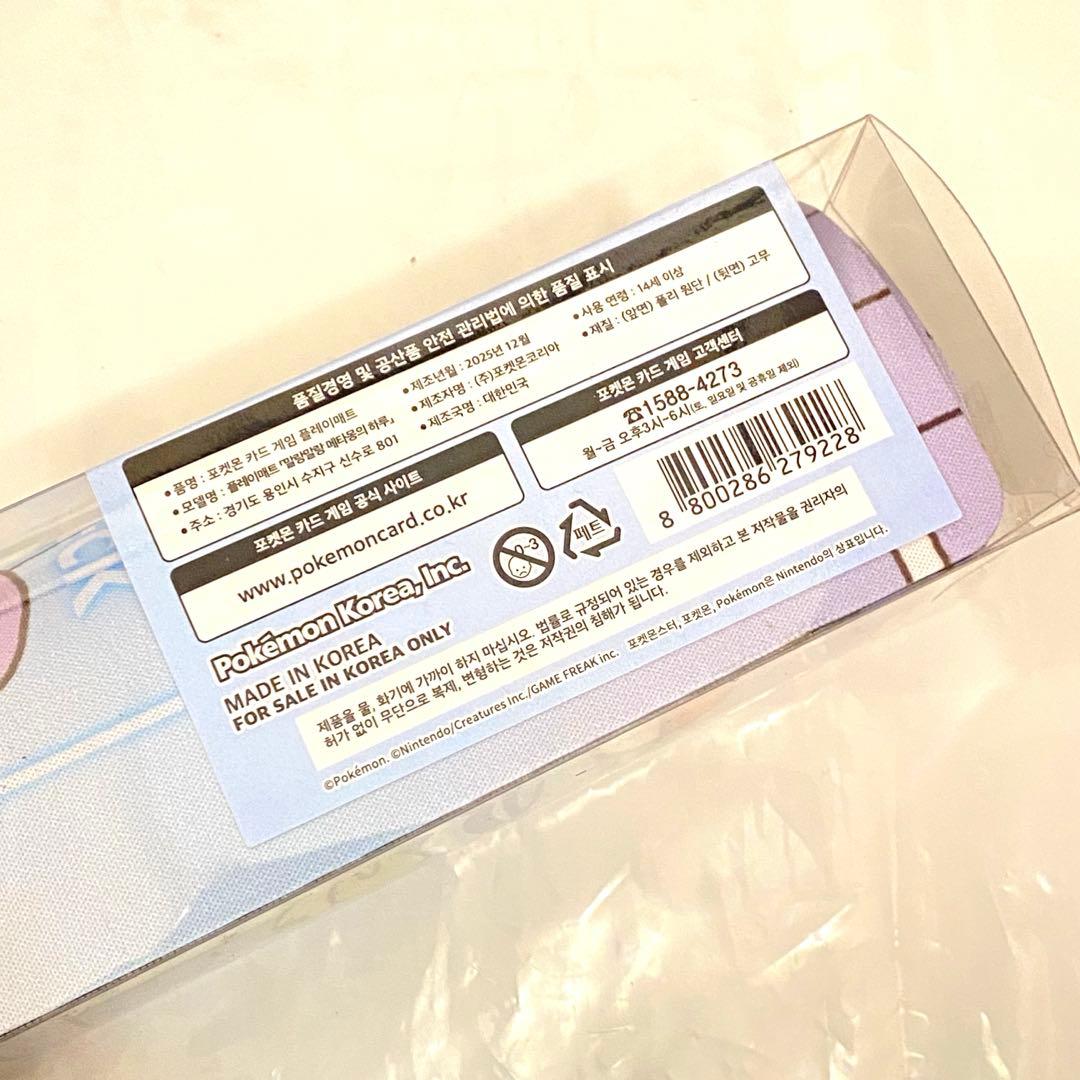 품질경영 및 공산품 안전 관리법에 의한 품질 표시
• 품명 : 포켓몬 카드 게임 플레이매트
• 모델명 : 플레이매트 「말랑말랑 메타몽의 하루」
• 주소 : 경기도 용인시 수지구 신수로 801
• 제조년월 : 2025년 12월
• 제조자명 : (주)포켓몬코리아
• 제조국명 : 대한민국
• 사용 연령 : 14세 이상
• 재질 : (앞면) 폴리 원단 / (뒷면) 고무
포켓몬 카드 게임 공식 사이트
www.pokemoncard.co.kr
포켓몬 카드 게임 고객센터
☎1588-4273
월~금 오후3시~6시(토, 일요일 및 공휴일 제외)
Pokémon Korea, Inc.
MADE IN KOREA
FOR SALE IN KOREA ONLY
0-3
페트
8 800286 279228
제품을 물, 화기에 가까이 하지 마십시오. 법률로 규정되어 있는 경우를 제외하고 본 저작물을 권리자의
허가 없이 무단으로 복제, 변형하는 것은 저작권의 침해가 됩니다.
©Pokémon. ©Nintendo/Creatures Inc./GAME FREAK inc. 포켓몬스터, 포켓몬, Pokémon은 Nintendo의 상표입니다.
CK